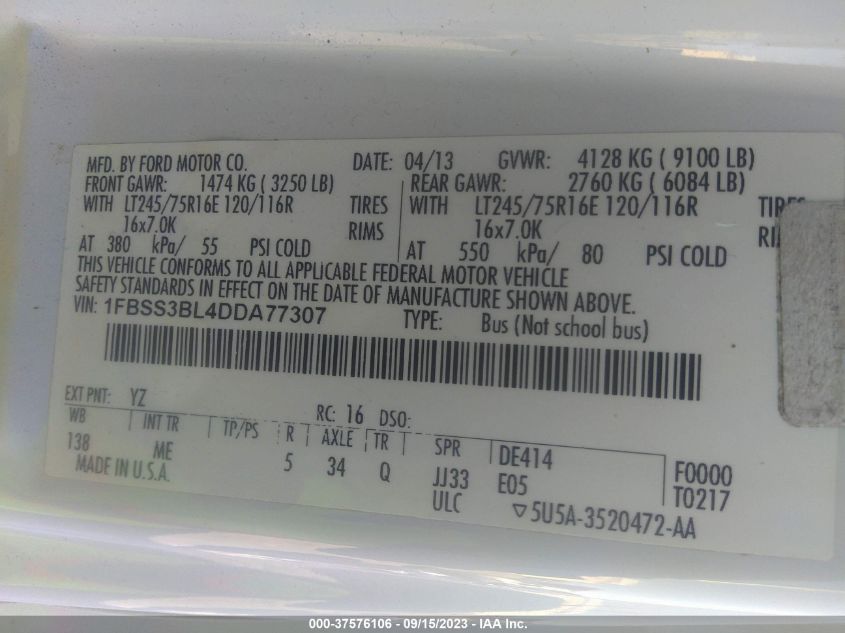 MFD. BY FORD MOTOR CO. DATE: 04/13 GVWR: 4128 KG ( 9100 LB)
FRONT GAWR: 1474 KG ( 3250 LB) REAR GAWR: 2760 KG ( 6084 LB)
WITH LT245/75R16E 120/116R TIRES WITH LT245/75R16E 120/116R
16x7.0K RIMS 16x7.0K
AT 380 kPa/ 55 PSI COLD AT 550 kPa/ 80 PSI COLD
THIS VEHICLE CONFORMS TO ALL APPLICABLE FEDERAL MOTOR VEHICLE
SAFETY STANDARDS IN EFFECT ON THE DATE OF MANUFACTURE SHOWN ABOVE.
VIN: 1FBSS3BL4DDA77307 TYPE: Bus (Not school bus)
EXT PNT: YZ RC: 16 DSO:
WB INT TR TP/PS R AXLE TR SPR DE414 F0000
138 ME 5 34 Q JJ33 E05 T0217
MADE IN U.S.A. ULC ▽5U5A-3520472-AA
000-37576106 - 09/15/2023 - IAA Inc.